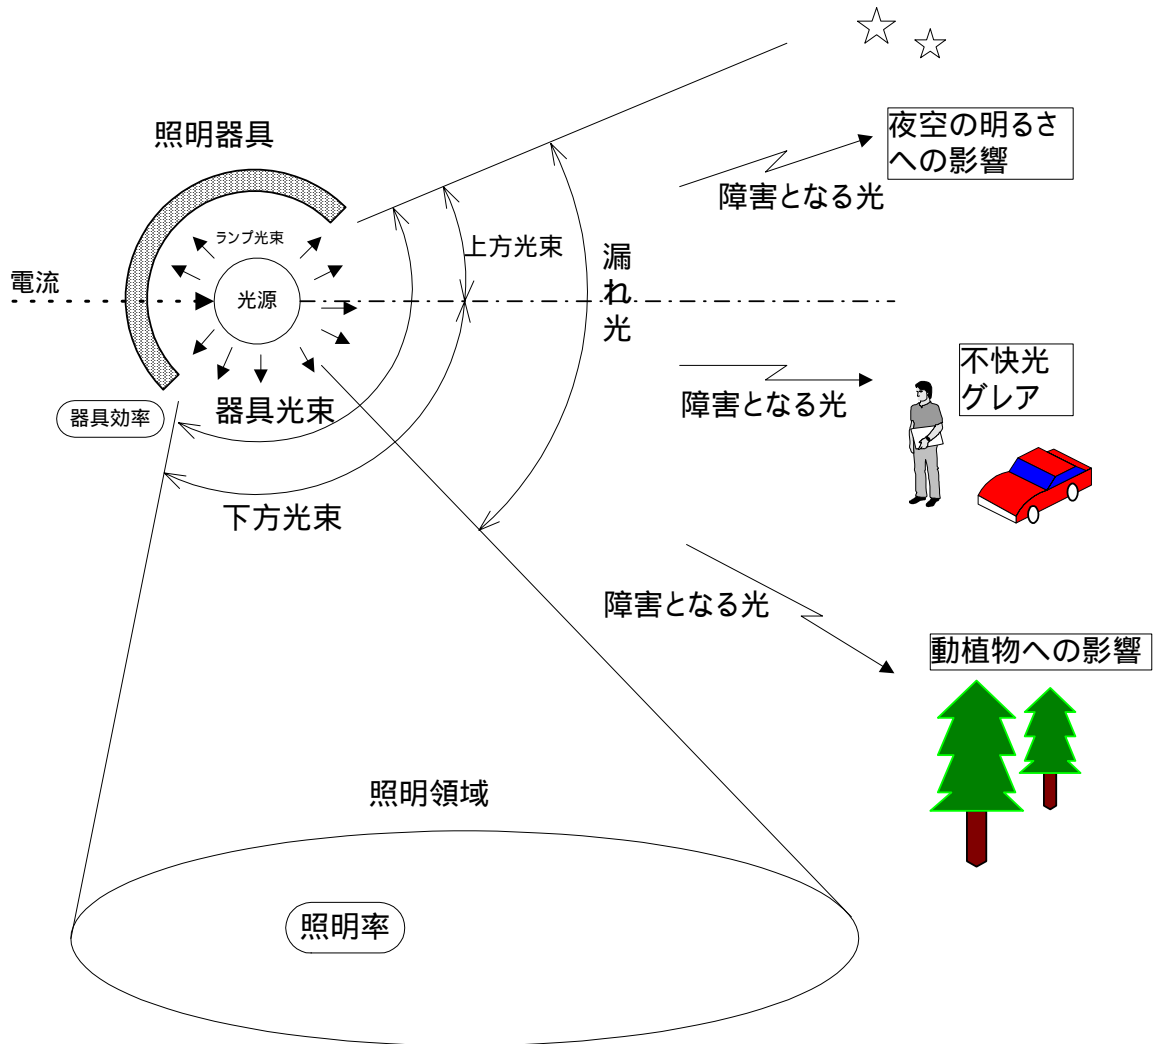 照明器具
夜空の明るさ
への影響
障害となる光
ランプ光束
上方光束
漏れ光
電流
光源
不快光
グレア
障害となる光
器具効率
器具光束
下方光束
障害となる光
動植物への影響
照明領域
照明率